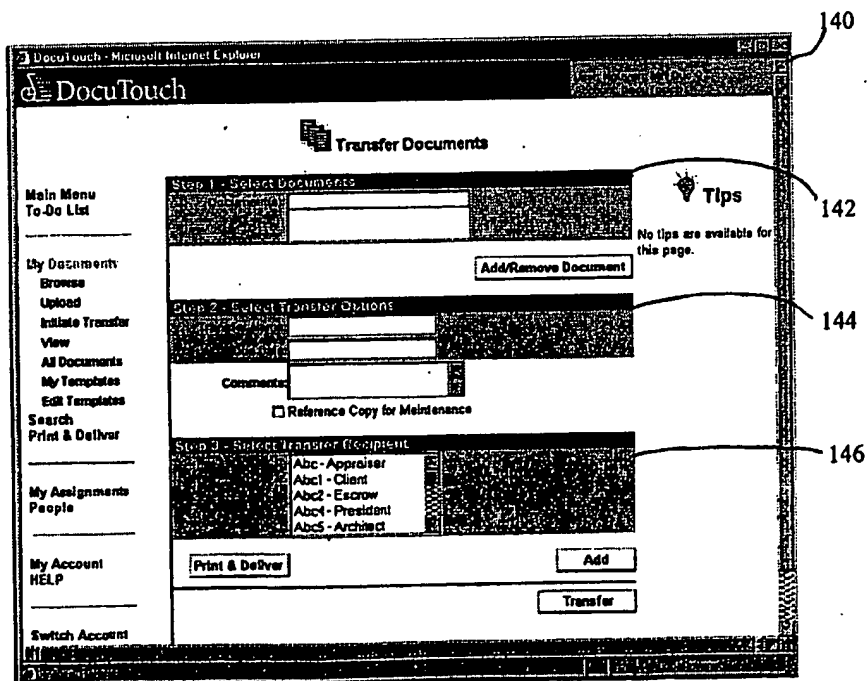 140
DocuTouch - Microsoft Internet Explorer
DocuTouch
Transfer Documents
Main Menu
To-Do List
My Documents
Browse
Upload
Initiate Transfer
View
All Documents
My Templates
Edit Templates
Search
Print & Deliver
My Assignments
People
My Account
HELP
Switch Account
Step 1 - Select Documents
142
Add/Remove Document
Tips
No tips are available for
this page.
Step 2 - Select Transfer Options
144
Comments:
Reference Copy for Maintenance
Step 3 - Select Transfer Recipient
146
Abc - Appraiser
Abc1 - Client
Abc2 - Escrow
Abc4 - President
Abc5 - Architect
Print & Deliver
Add
Transfer